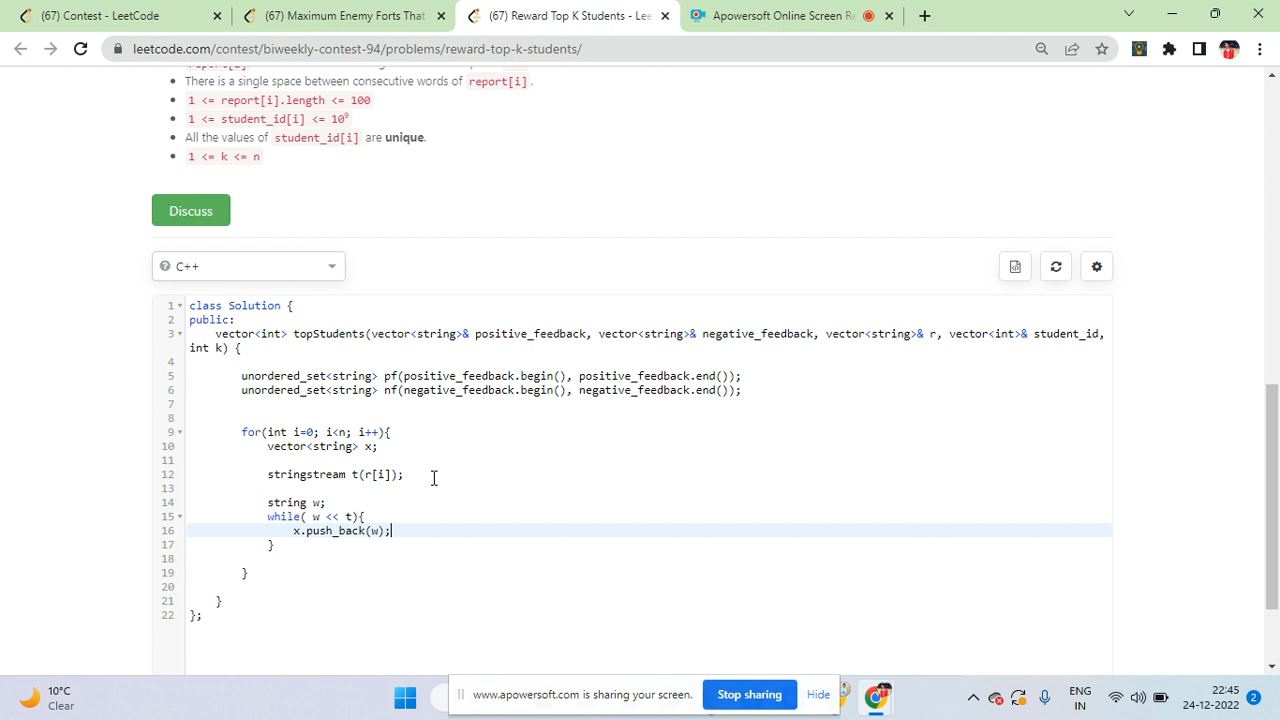 (67) Contest - LeetCode
(67) Maximum Enemy Forts That
(67) Reward Top K Students - Lee
Apowersoft Online Screen Re
leetcode.com/contest/biweekly-contest-94/problems/reward-top-k-students/
There is a single space between consecutive words of report[i].
1 <= report[i].length <= 100
1 <= student_id[i] <= 10⁹
All the values of student_id[i] are unique.
1 <= k <= n
Discuss
C++
1 class Solution {
2 public:
3 vector<int> topStudents(vector<string>& positive_feedback, vector<string>& negative_feedback, vector<string>& r, vector<int>& student_id,
int k) {
4
5 unordered_set<string> pf(positive_feedback.begin(), positive_feedback.end());
6 unordered_set<string> nf(negative_feedback.begin(), negative_feedback.end());
7
8
9 for(int i=0; i<n; i++){
10 vector<string> x;
11
12 stringstream t(r[i]);
13
14 string w;
15 while( w << t){
16 x.push_back(w);
17 }
18
19 }
20
21 }
22 };
10°C
Clear
www.apowersoft.com is sharing your screen.
Stop sharing
Hide
ENG
IN
22:45
24-12-2022
2